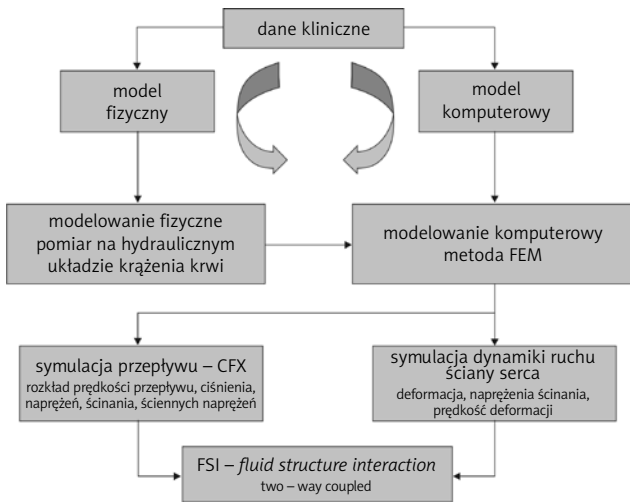 dane kliniczne
model
fizyczny
model
komputerowy
modelowanie fizyczne
pomiar na hydraulicznym
układzie krążenia krwi
modelowanie komputerowy
metoda FEM
symulacja przepływu – CFX
rozkład prędkości przepływu, ciśnienia,
naprężeń, ścinania, ściennych naprężeń
symulacja dynamiki ruchu
ściany serca
deformacja, naprężenia ścinania,
prędkość deformacji
FSI – fluid structure interaction
two – way coupled